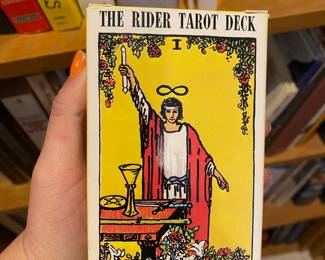 THE RIDER TAROT DECK
I